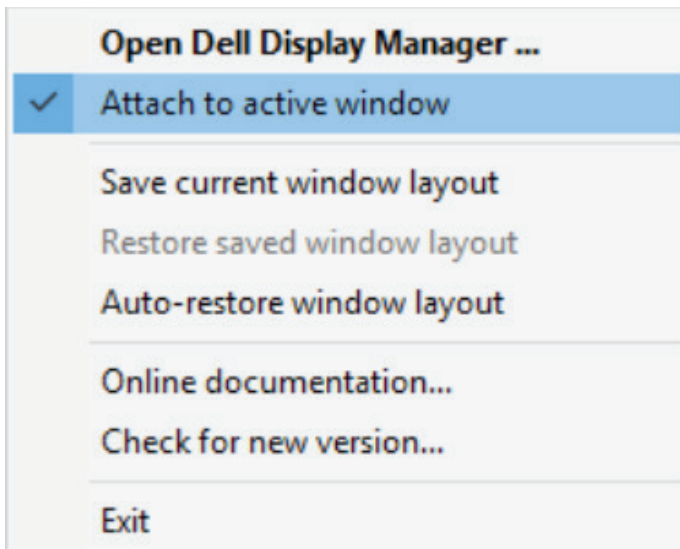 Open Dell Display Manager ...
Attach to active window
Save current window layout
Restore saved window layout
Auto-restore window layout
Online documentation...
Check for new version...
Exit